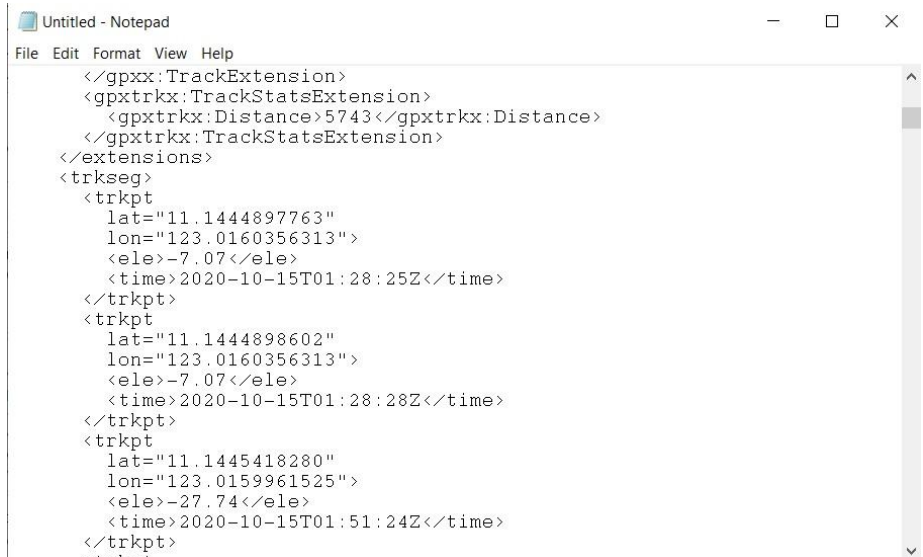 Untitled - Notepad
File Edit Format View Help
</gpxx:TrackExtension>
<gpxtrkx:TrackStatsExtension>
<gpxtrkx:Distance>5743</gpxtrkx:Distance>
</gpxtrkx:TrackStatsExtension>
</extensions>
<trkseg>
<trkpt
lat="11.1444897763"
lon="123.0160356313">
<ele>-7.07</ele>
<time>2020-10-15T01:28:25Z</time>
</trkpt>
<trkpt
lat="11.1444898602"
lon="123.0160356313">
<ele>-7.07</ele>
<time>2020-10-15T01:28:28Z</time>
</trkpt>
<trkpt
lat="11.1445418280"
lon="123.0159961525">
<ele>-27.74</ele>
<time>2020-10-15T01:51:24Z</time>
</trkpt>